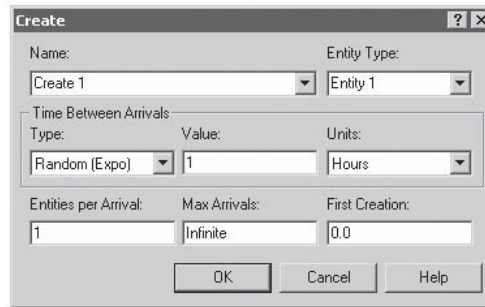 Create ? ×
Name: Entity Type:
Create 1 Entity 1
Time Between Arrivals
Type: Value: Units:
Random (Expo) 1 Hours
Entities per Arrival: Max Arrivals: First Creation:
1 Infinite 0.0
OK Cancel Help